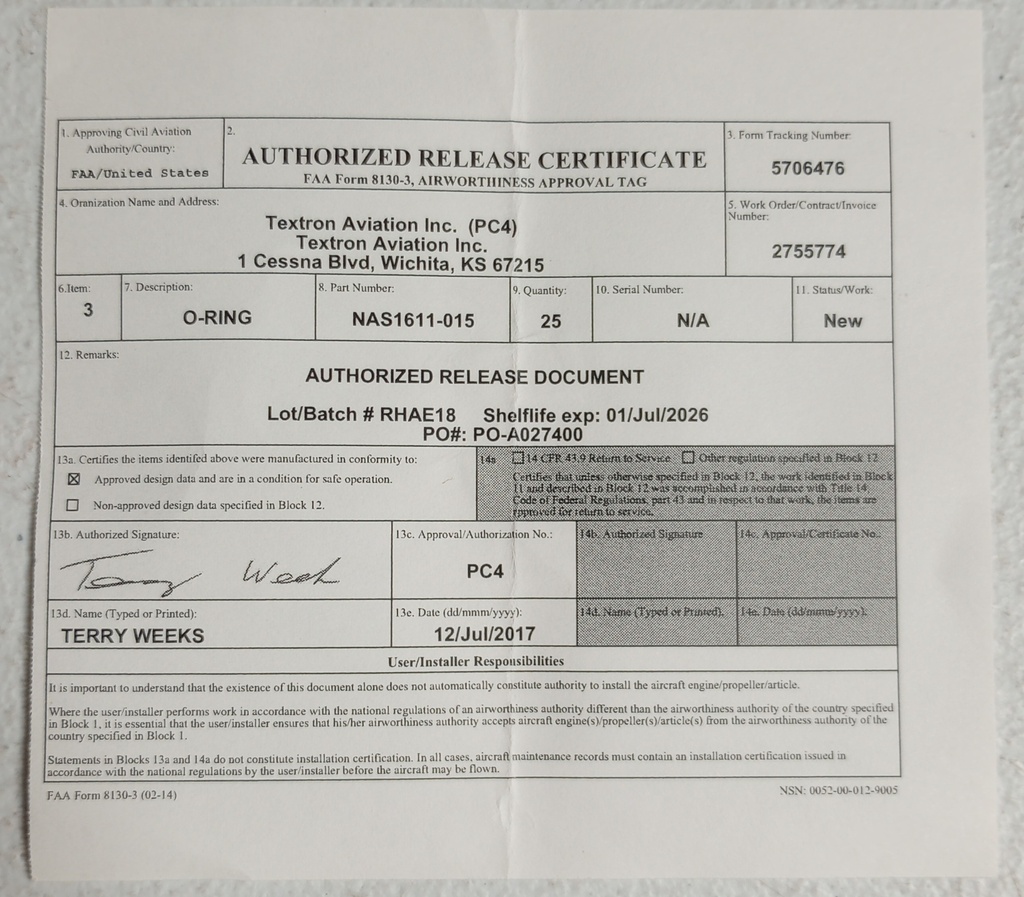 1. Approving Civil Aviation
Authority/Country:
FAA/United States
2.
AUTHORIZED RELEASE CERTIFICATE
FAA Form 8130-3, AIRWORTHINESS APPROVAL TAG
3. Form Tracking Number:
5706476
4. Oranization Name and Address:
Textron Aviation Inc. (PC4)
Textron Aviation Inc.
1 Cessna Blvd, Wichita, KS 67215
5. Work Order/Contract/Invoice
Number:
2755774
6.Item:
3
7. Description:
O-RING
8. Part Number:
NAS1611-015
9. Quantity:
25
10. Serial Number:
N/A
11. Status/Work:
New
12. Remarks:
AUTHORIZED RELEASE DOCUMENT
Lot/Batch # RHAE18 Shelflife exp: 01/Jul/2026
PO#: PO-A027400
13a. Certifies the items identifed above were manufactured in conformity to:
Approved design data and are in a condition for safe operation.
Non-approved design data specified in Block 12.
14a 14 CFR 43.9 Return to Service Other regulation specified in Block 12
Certifies that unless otherwise specified in Block 12, the work identified in Block
11 and described in Block 12 was accomplished in accordance with Title 14,
Code of Federal Regulations, part 43 and in respect to that work, the items are
approved for return to service.
13b. Authorized Signature:
Terry Weeks
13c. Approval/Authorization No.:
PC4
14b. Authorized Signature
14c. Approval/Certificate No.:
13d. Name (Typed or Printed):
TERRY WEEKS
13e. Date (dd/mmm/yyyy):
12/Jul/2017
14d. Name (Typed or Printed).
14e. Date (dd/mmm/yyyy):
User/Installer Responsibilities
It is important to understand that the existence of this document alone does not automatically constitute authority to install the aircraft engine/propeller/article.
Where the user/installer performs work in accordance with the national regulations of an airworthiness authority different than the airworthiness authority of the country specified
in Block 1, it is essential that the user/installer ensures that his/her airworthiness authority accepts aircraft engine(s)/propeller(s)/article(s) from the airworthiness authority of the
country specified in Block 1.
Statements in Blocks 13a and 14a do not constitute installation certification. In all cases, aircraft maintenance records must contain an installation certification issued in
accordance with the national regulations by the user/installer before the aircraft may be flown.
FAA Form 8130-3 (02-14)
NSN: 0052-00-012-9005